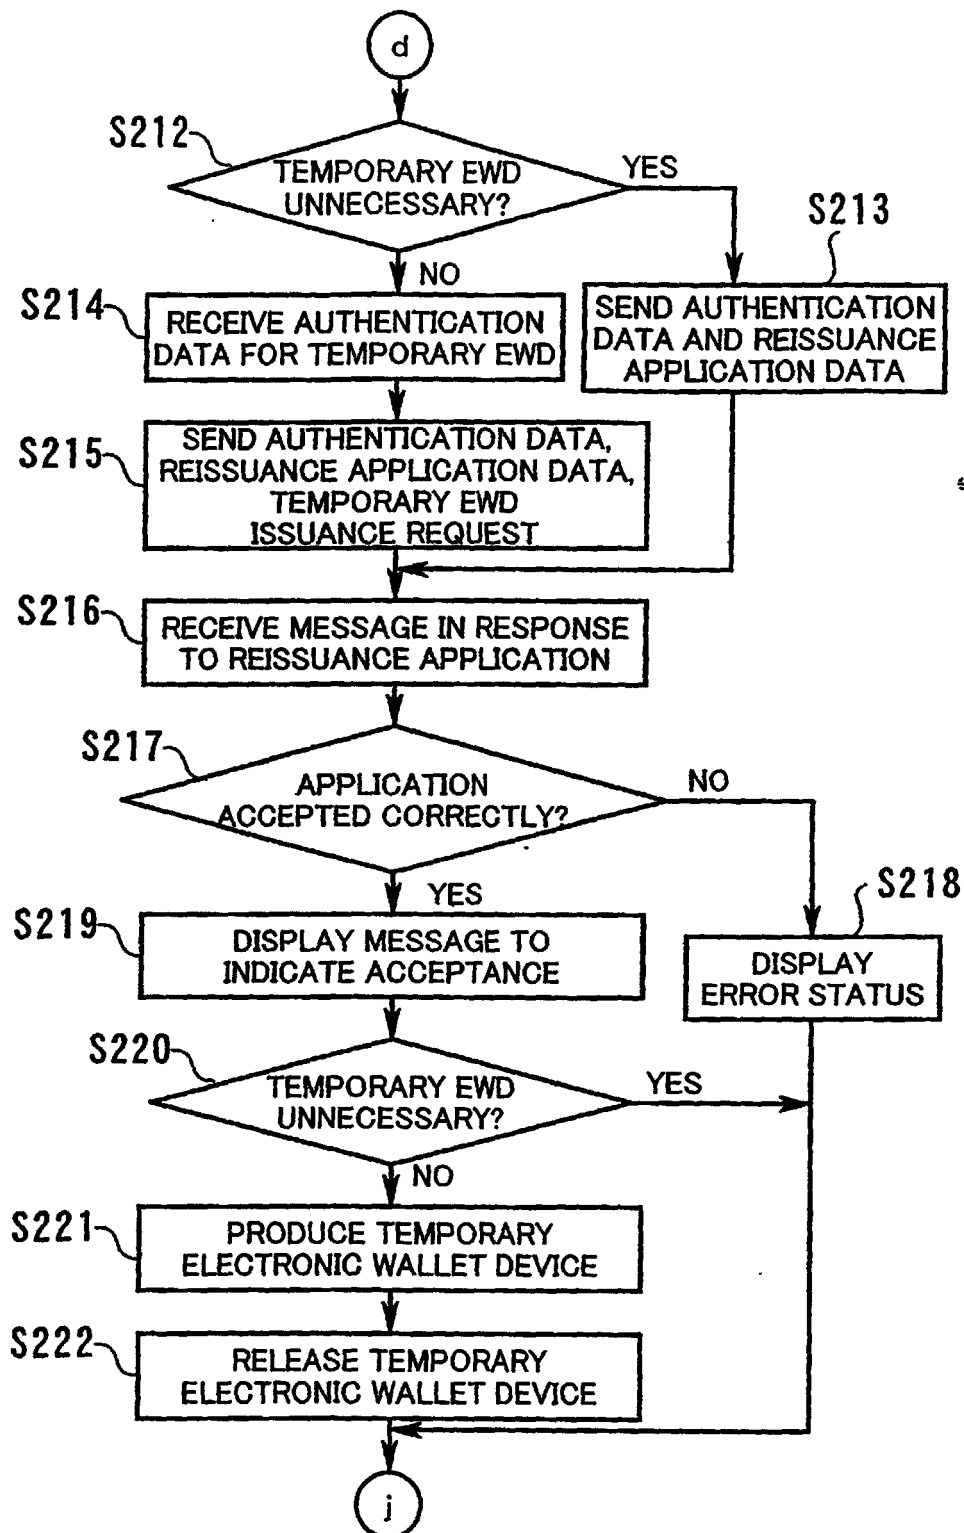 d
S212
TEMPORARY EWD
UNNECESSARY?
YES
S213
NO
S214
RECEIVE AUTHENTICATION
DATA FOR TEMPORARY EWD
SEND AUTHENTICATION
DATA AND REISSUANCE
APPLICATION DATA
S215
SEND AUTHENTICATION DATA,
REISSUANCE APPLICATION DATA,
TEMPORARY EWD
ISSUANCE REQUEST
S216
RECEIVE MESSAGE IN RESPONSE
TO REISSUANCE APPLICATION
S217
APPLICATION
ACCEPTED CORRECTLY?
NO
YES
S218
S219
DISPLAY MESSAGE TO
INDICATE ACCEPTANCE
DISPLAY
ERROR STATUS
S220
TEMPORARY EWD
UNNECESSARY?
YES
NO
S221
PRODUCE TEMPORARY
ELECTRONIC WALLET DEVICE
S222
RELEASE TEMPORARY
ELECTRONIC WALLET DEVICE
j